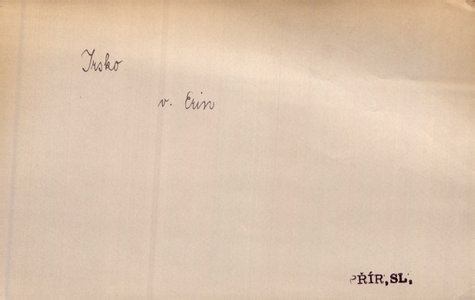 Irsko
v. Erin
PŘÍR, SL,